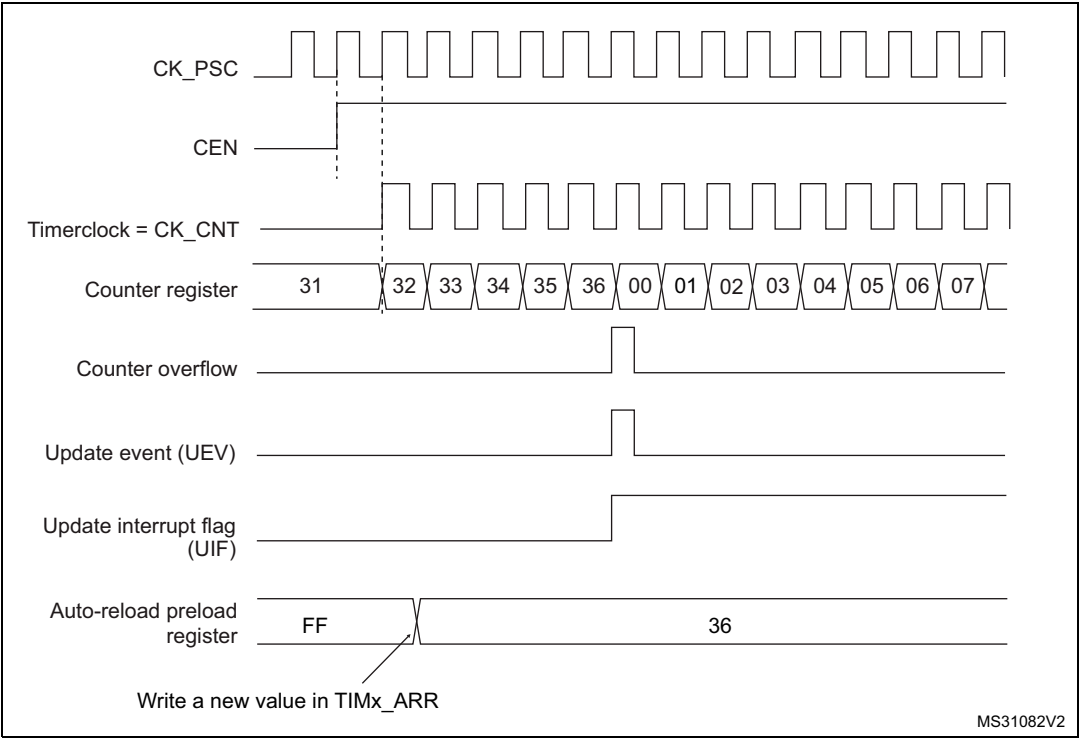 CK_PSC
CEN
Timerclock = CK_CNT
Counter register
31 32 33 34 35 36 00 01 02 03 04 05 06 07
Counter overflow
Update event (UEV)
Update interrupt flag
(UIF)
Auto-reload preload
register
FF 36
Write a new value in TIMx_ARR
MS31082V2